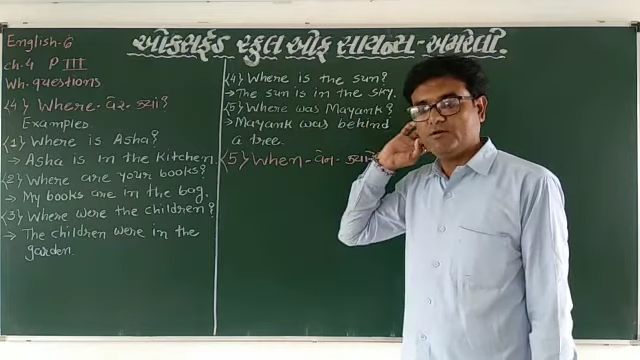 ઓક્સર્ફડ સ્કુલ ઓફ સાયન્સ-અમરેલી.
English-6
ch.4 P III
Wh. questions
(4) Where-વેર-ક્યાં?
Examples.
(1) Where is Asha?
→ Asha is in the kitchen.
(2) Where are your books?
→ My books are in the bag.
(3) Where were the children?
→ The children were in the
garden.
(4) Where is the sun?
→ The sun is in the sky.
(5) Where was Mayank?
→ Mayank was behind
a tree.
(5) When-વેન-ક્યારે